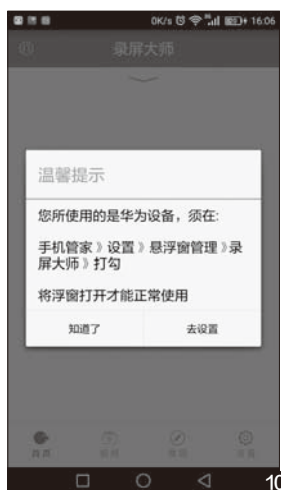 0K/s 16:06
录屏大师
温馨提示
您所使用的是华为设备，须在:
手机管家》设置》悬浮窗管理》录
屏大师》打勾
将浮窗打开才能正常使用
知道了 去设置
首页
10